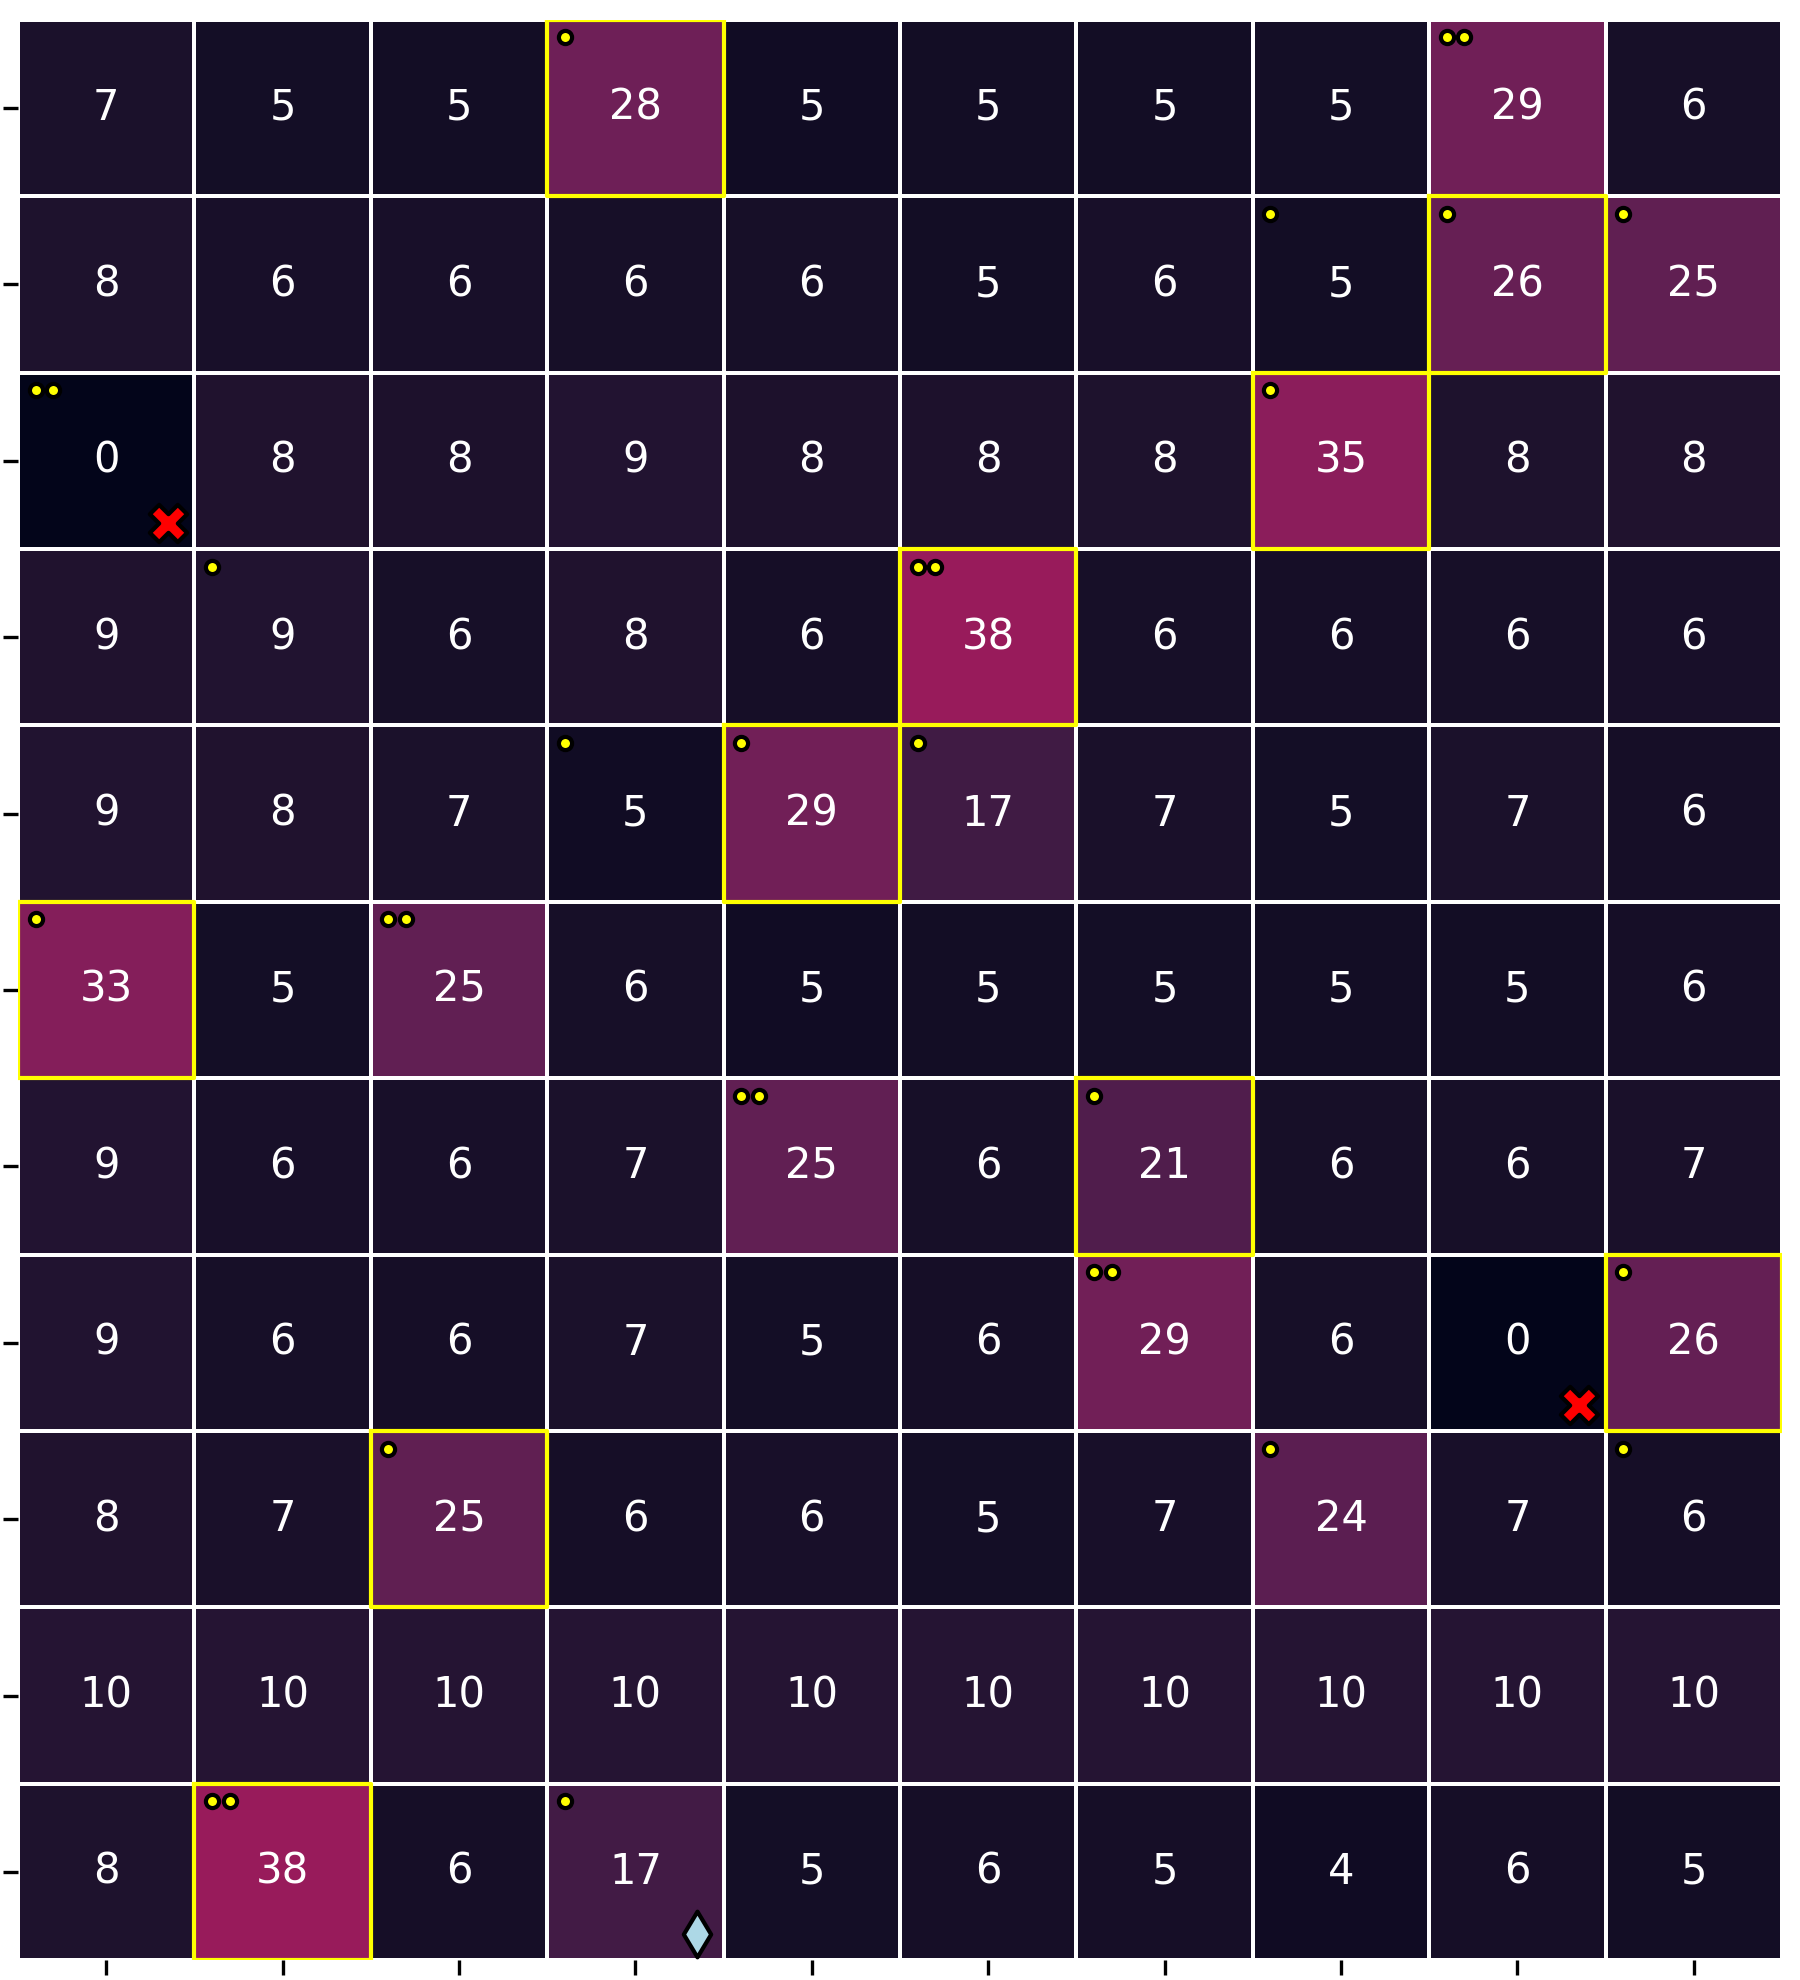 7 5 5 28 5 5 5 5 29 6
8 6 6 6 6 5 6 5 26 25
0 8 8 9 8 8 8 35 8 8
9 9 6 8 6 38 6 6 6 6
9 8 7 5 29 17 7 5 7 6
33 5 25 6 5 5 5 5 5 6
9 6 6 7 25 6 21 6 6 7
9 6 6 7 5 6 29 6 0 26
8 7 25 6 6 5 7 24 7 6
10 10 10 10 10 10 10 10 10 10
8 38 6 17 5 6 5 4 6 5